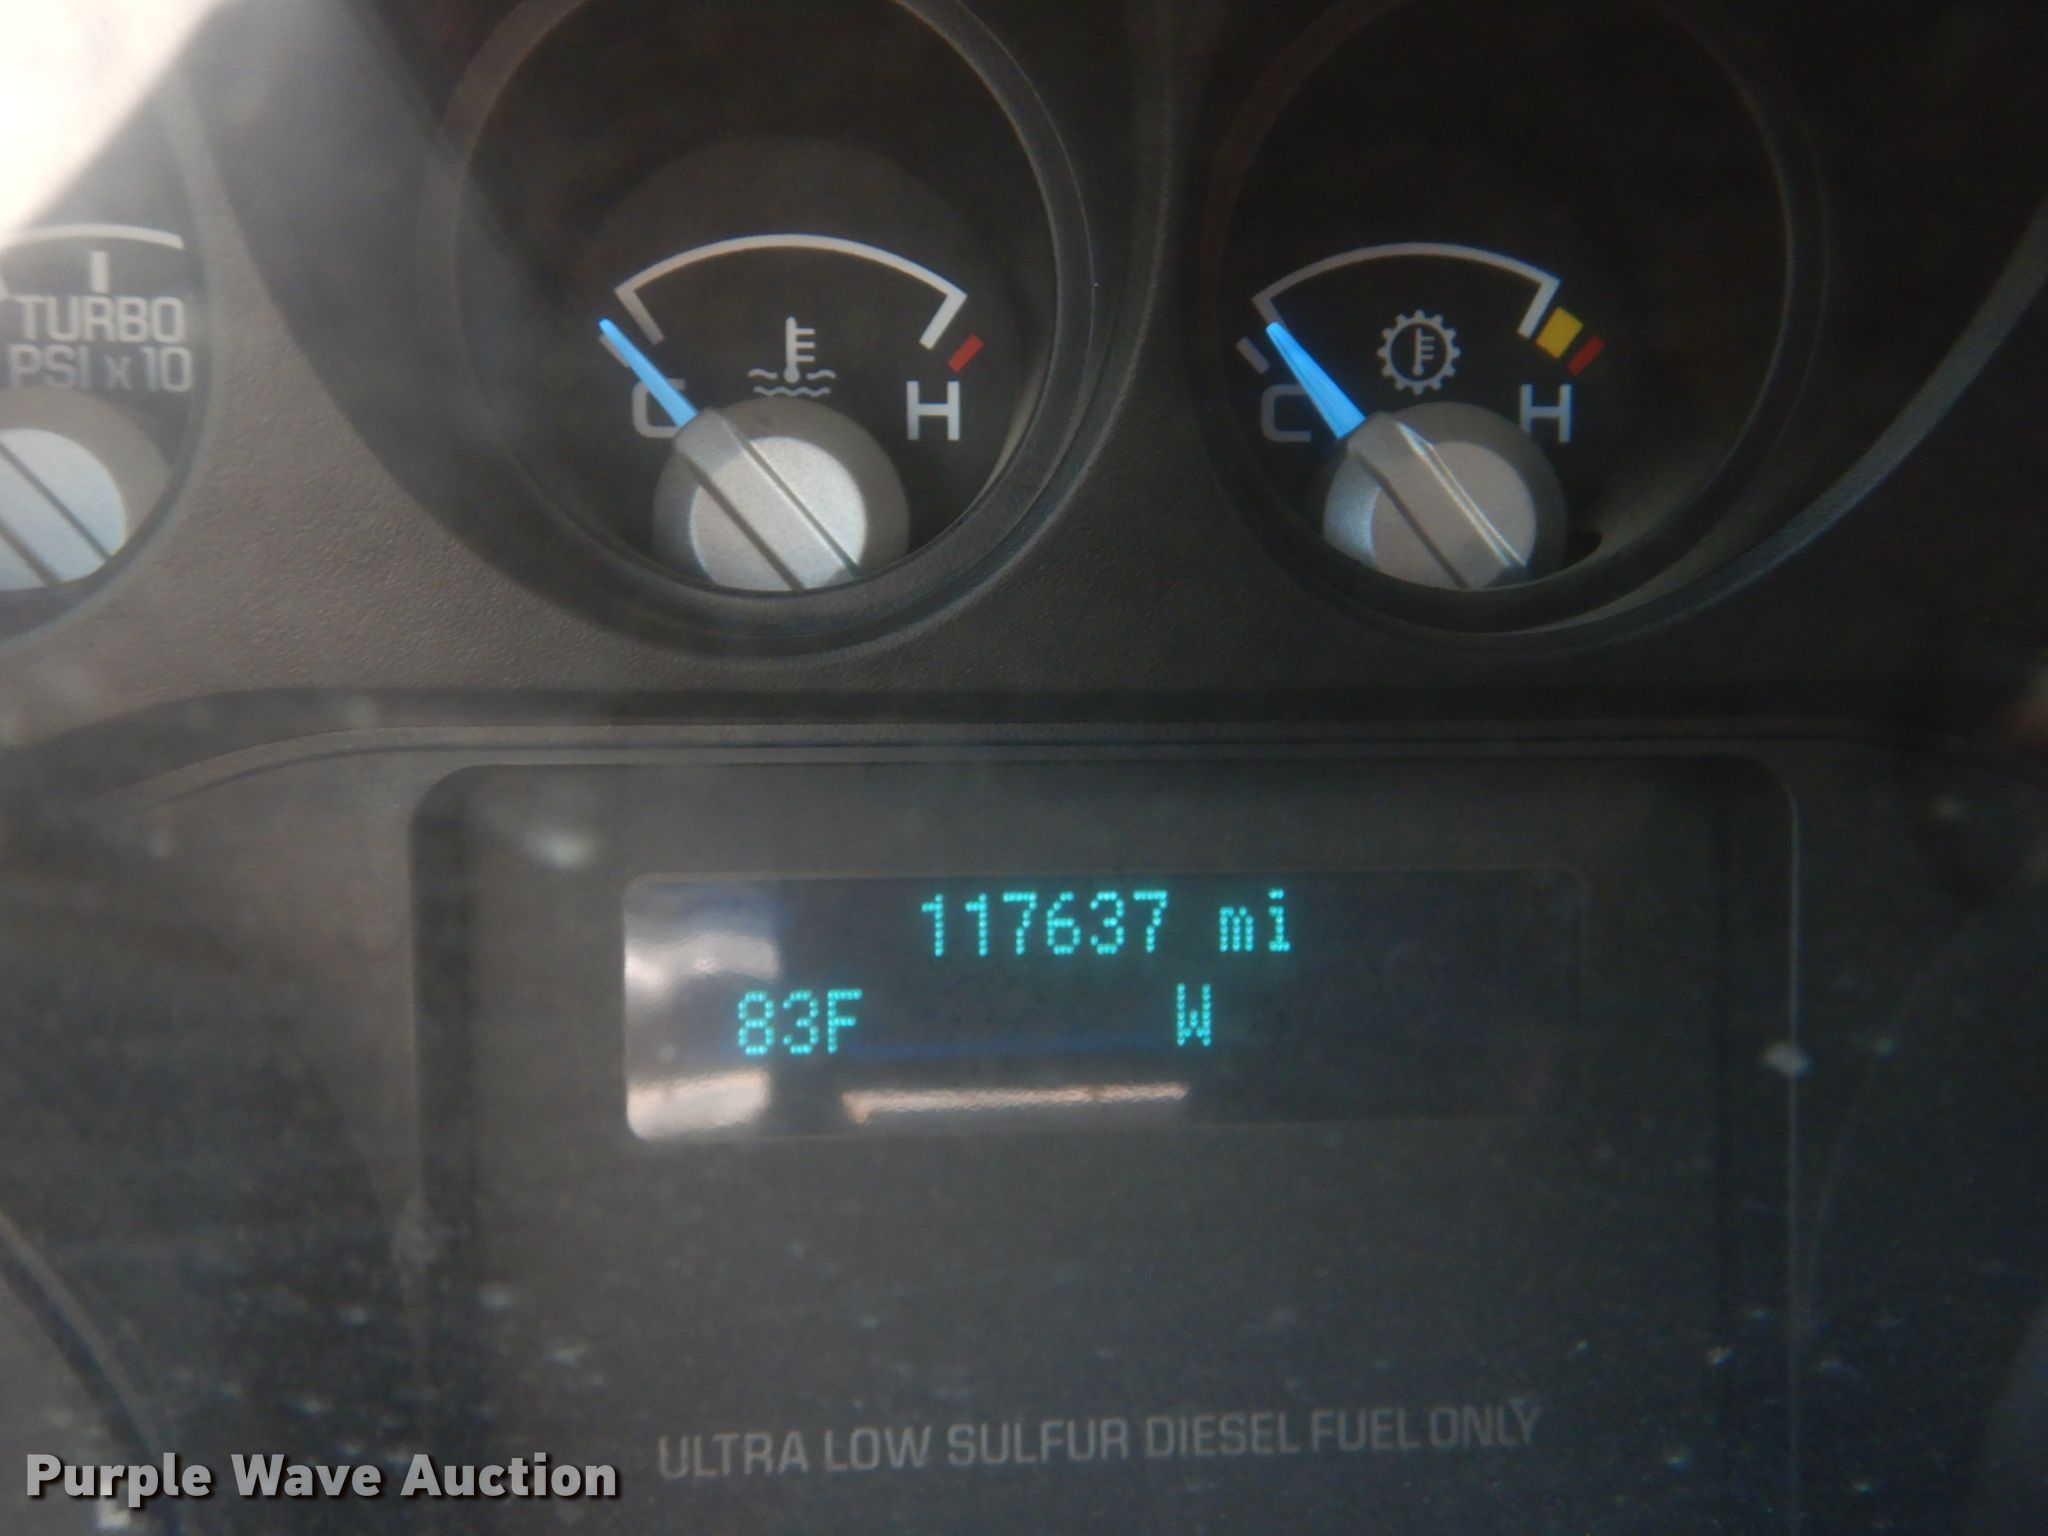 TURBO
PSI x 10
C H
C H
117637 mi
83F W
ULTRA LOW SULFUR DIESEL FUEL ONLY
Purple Wave Auction